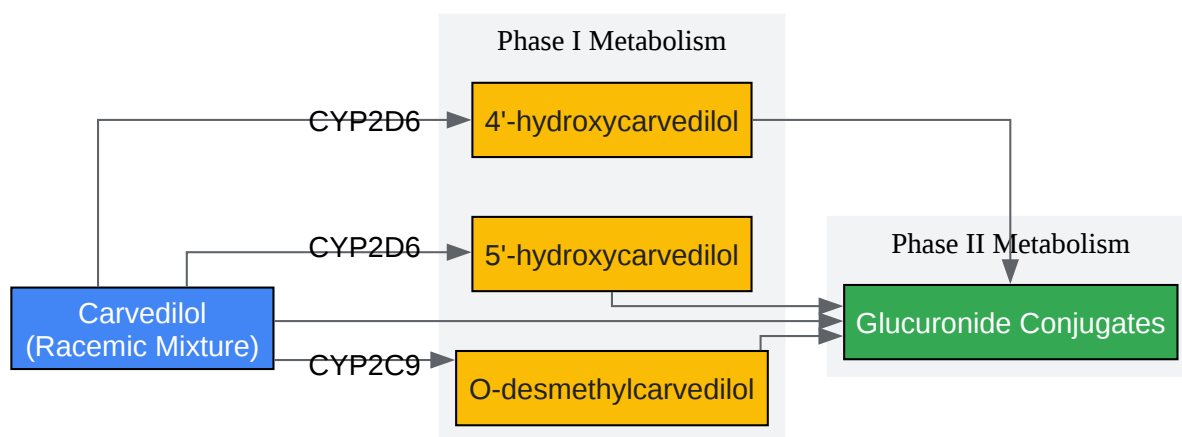 Phase I Metabolism
CYP2D6
4'-hydroxycarvedilol
CYP2D6
5'-hydroxycarvedilol
Phase II Metabolism
Carvedilol
(Racemic Mixture)
Glucuronide Conjugates
CYP2C9
O-desmethylcarvedilol